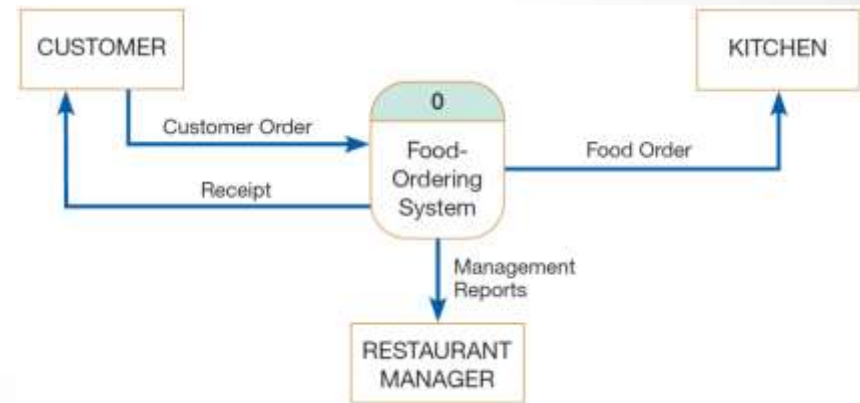 CUSTOMER
KITCHEN
0
Customer Order
Food-
Ordering
System
Food Order
Receipt
Management
Reports
RESTAURANT
MANAGER